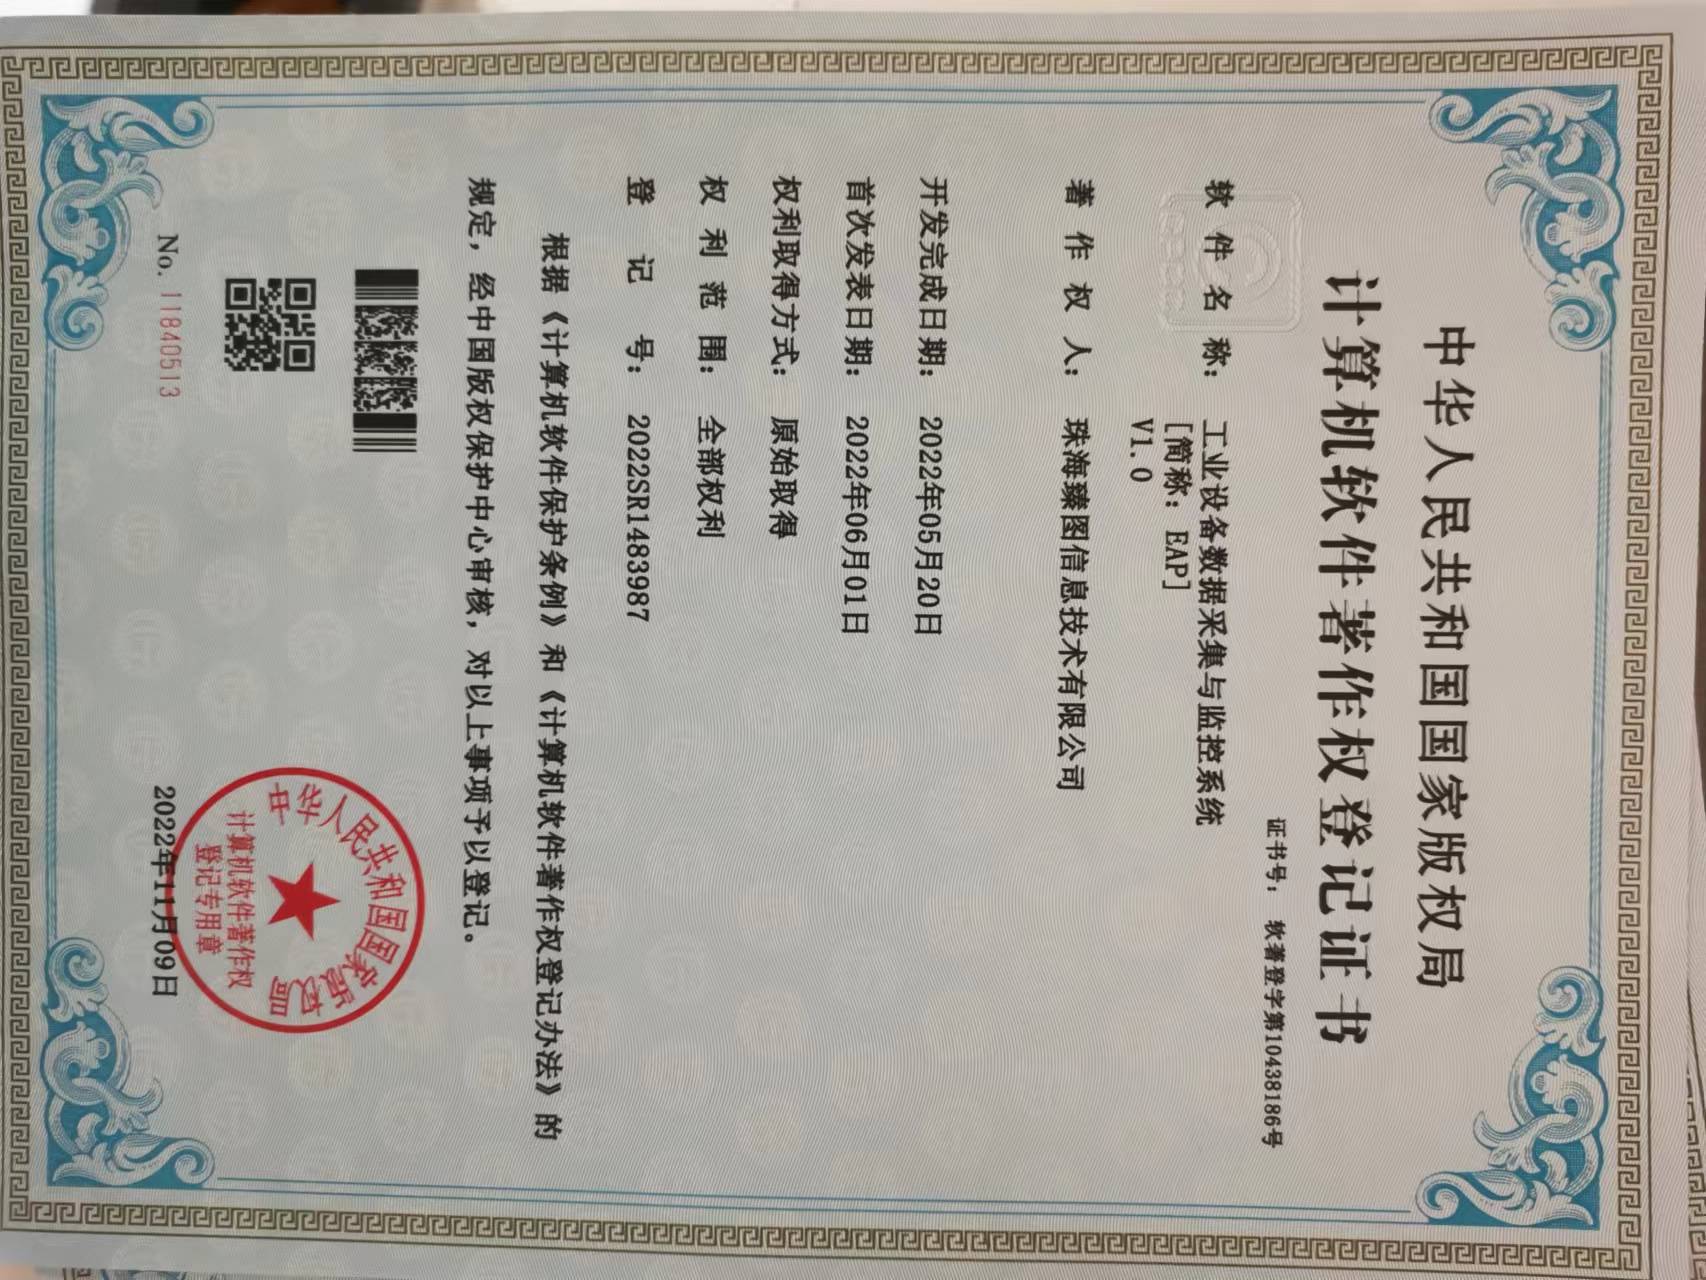 中华人民共和国国家版权局
计算机软件著作权登记证书
证书号： 软著登字第10438186号
软件名称： 工业设备数据采集与监控系统
[简称：EAP]
V1.0
著作权人： 珠海臻图信息技术有限公司
开发完成日期： 2022年05月20日
首次发表日期： 2022年06月01日
权利取得方式： 原始取得
权利范围： 全部权利
登记号： 2022SR1483987
根据《计算机软件保护条例》和《计算机软件著作权登记办法》的
规定，经中国版权保护中心审核，对以上事项予以登记。
中华人民共和国国家版权局
计算机软件著作权
登记专用章
No. 11840513
2022年11月09日